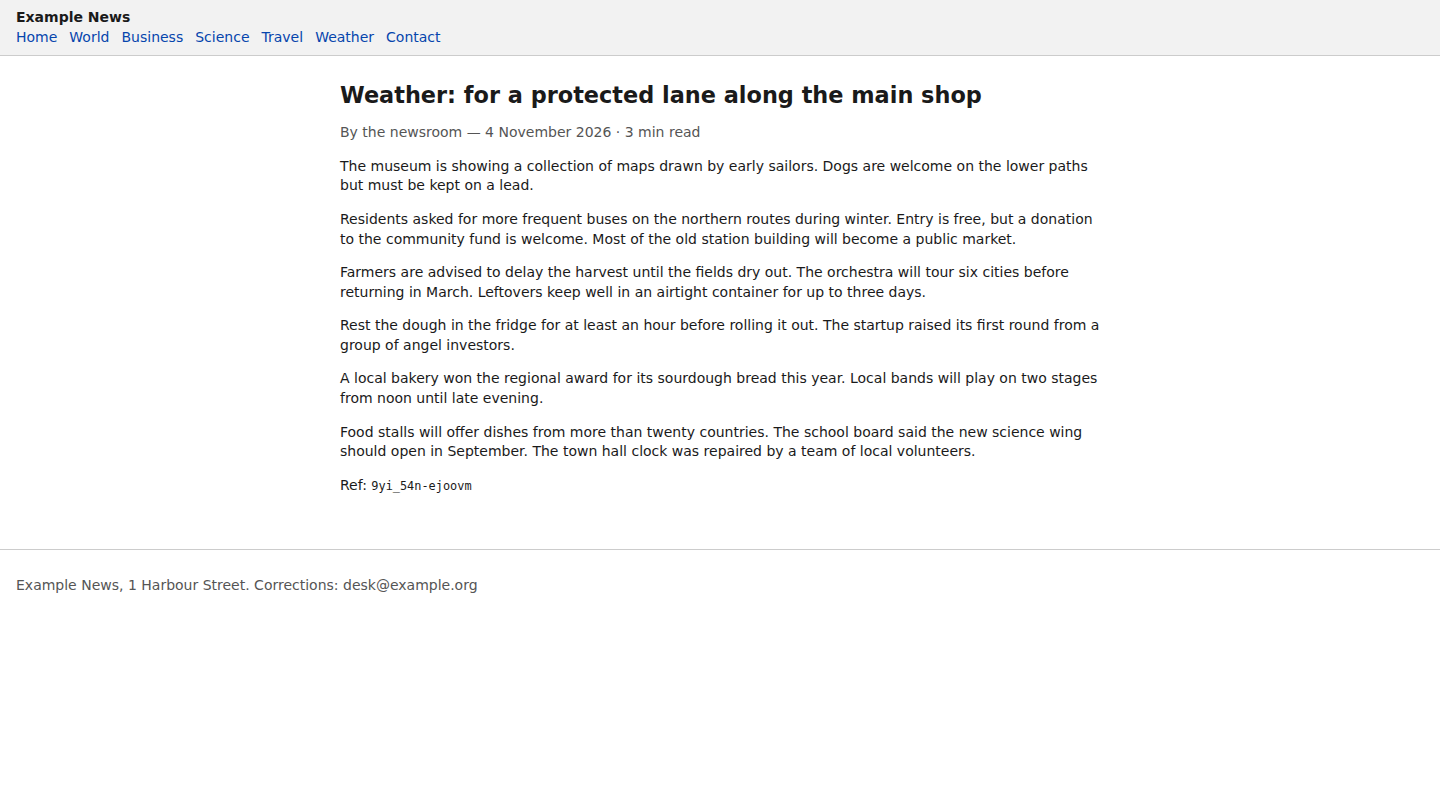 Example News
Home World Business Science Travel Weather Contact
Weather: for a protected lane along the main shop
By the newsroom — 4 November 2026 · 3 min read
The museum is showing a collection of maps drawn by early sailors. Dogs are welcome on the lower paths
but must be kept on a lead.
Residents asked for more frequent buses on the northern routes during winter. Entry is free, but a donation
to the community fund is welcome. Most of the old station building will become a public market.
Farmers are advised to delay the harvest until the fields dry out. The orchestra will tour six cities before
returning in March. Leftovers keep well in an airtight container for up to three days.
Rest the dough in the fridge for at least an hour before rolling it out. The startup raised its first round from a
group of angel investors.
A local bakery won the regional award for its sourdough bread this year. Local bands will play on two stages
from noon until late evening.
Food stalls will offer dishes from more than twenty countries. The school board said the new science wing
should open in September. The town hall clock was repaired by a team of local volunteers.
Ref: 9yi_54n-ejoovm
Example News, 1 Harbour Street. Corrections: desk@example.org